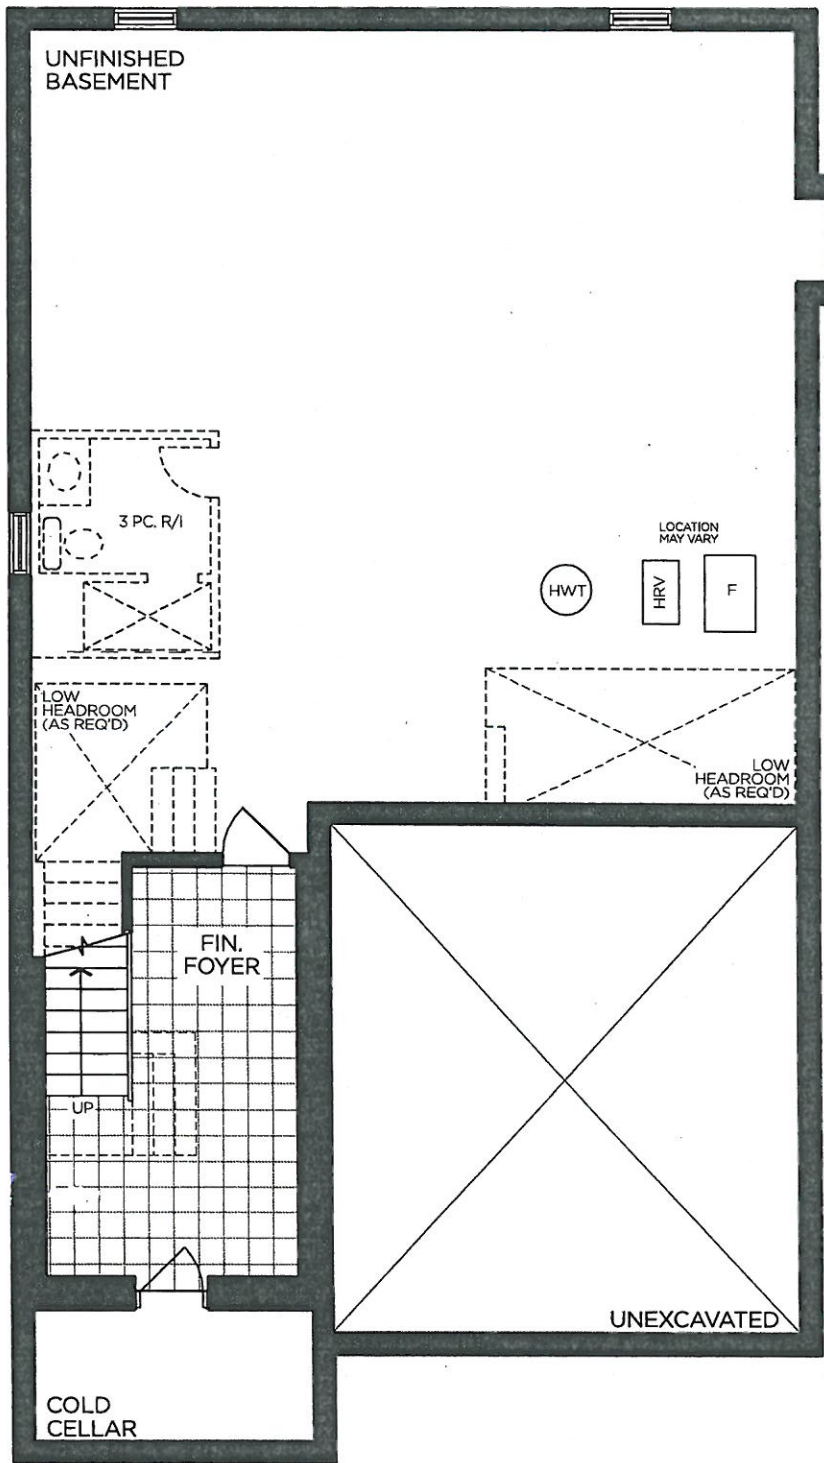 UNFINISHED
BASEMENT
3 PC. R/I
LOCATION
MAY VARY
HWT
HRV
F
LOW
HEADROOM
(AS REQ'D)
LOW
HEADROOM
(AS REQ'D)
FIN.
FOYER
UP
UNEXCAVATED
COLD
CELLAR